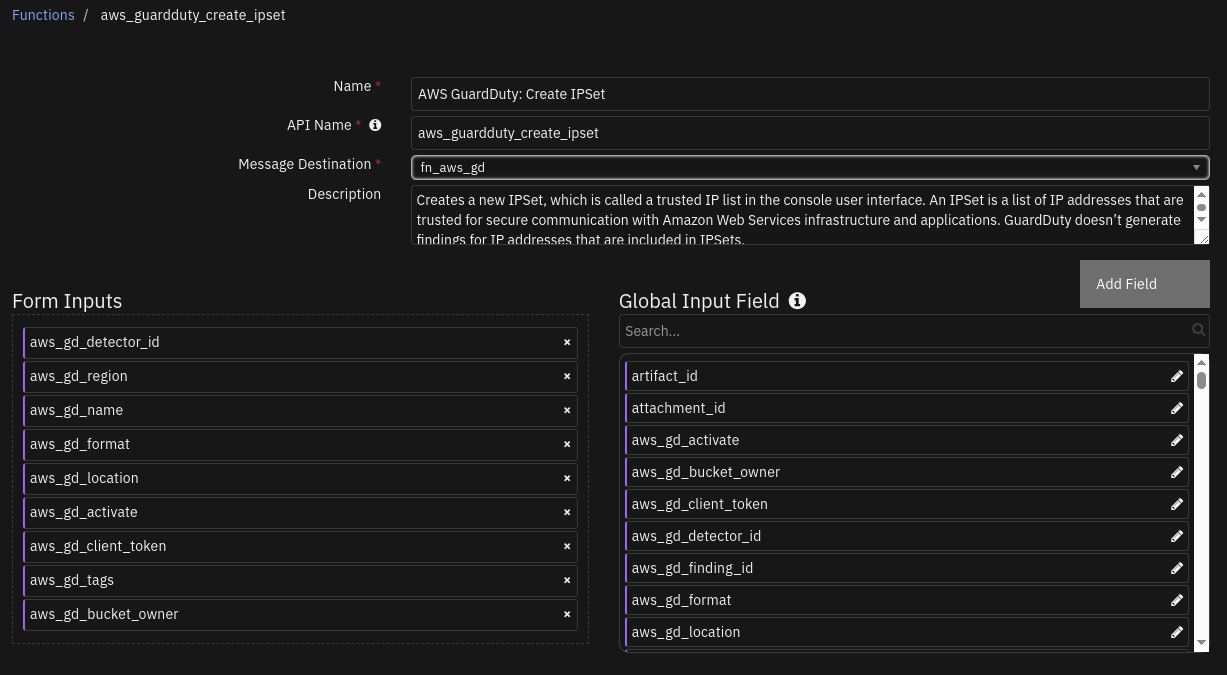 Functions / aws_guardduty_create_ipset
Name *
AWS GuardDuty: Create IPSet
API Name *
aws_guardduty_create_ipset
Message Destination *
fn_aws_gd
Description
Creates a new IPSet, which is called a trusted IP list in the console user interface. An IPSet is a list of IP addresses that are
trusted for secure communication with Amazon Web Services infrastructure and applications. GuardDuty doesn’t generate
findings for IP addresses that are included in IPSets.
Add Field
Form Inputs
aws_gd_detector_id
aws_gd_region
aws_gd_name
aws_gd_format
aws_gd_location
aws_gd_activate
aws_gd_client_token
aws_gd_tags
aws_gd_bucket_owner
Global Input Field
Search...
artifact_id
attachment_id
aws_gd_activate
aws_gd_bucket_owner
aws_gd_client_token
aws_gd_detector_id
aws_gd_finding_id
aws_gd_format
aws_gd_location